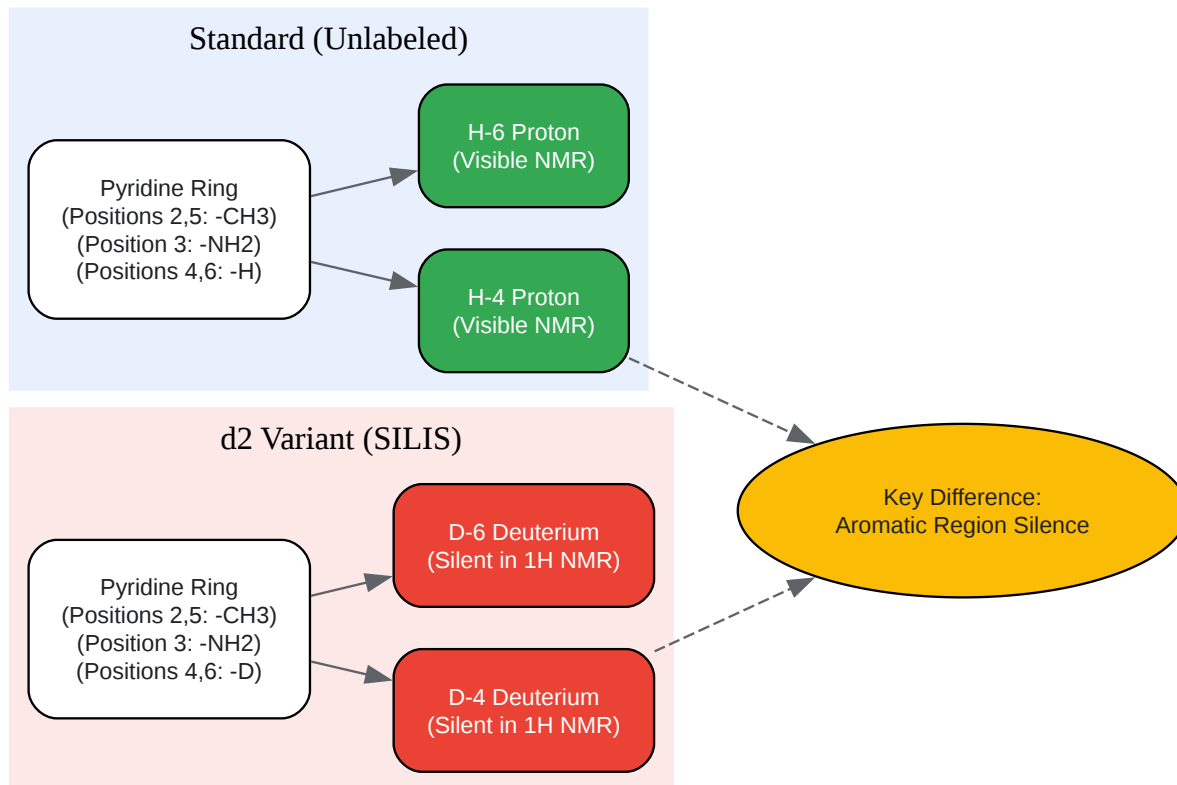 Standard (Unlabeled)
Pyridine Ring
(Positions 2,5: -CH3)
(Position 3: -NH2)
(Positions 4,6: -H)
H-6 Proton
(Visible NMR)
H-4 Proton
(Visible NMR)
d2 Variant (SILIS)
Pyridine Ring
(Positions 2,5: -CH3)
(Position 3: -NH2)
(Positions 4,6: -D)
D-6 Deuterium
(Silent in 1H NMR)
D-4 Deuterium
(Silent in 1H NMR)
Key Difference:
Aromatic Region Silence